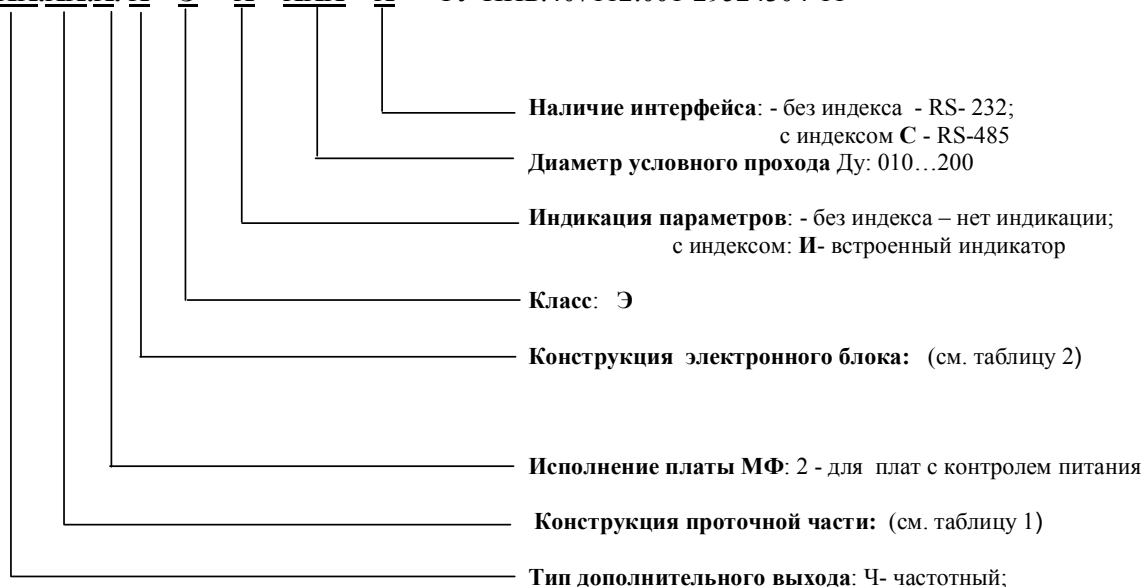 Наличие интерфейса: - без индекса - RS- 232;
с индексом С - RS-485
Диаметр условного прохода Ду: 010…200
Индикация параметров: - без индекса – нет индикации;
с индексом: И- встроенный индикатор
Класс: Э
Конструкция электронного блока: (см. таблицу 2)
Исполнение платы МФ: 2 - для плат с контролем питания
Конструкция проточной части: (см. таблицу 1)
Тип дополнительного выхода: Ч- частотный;